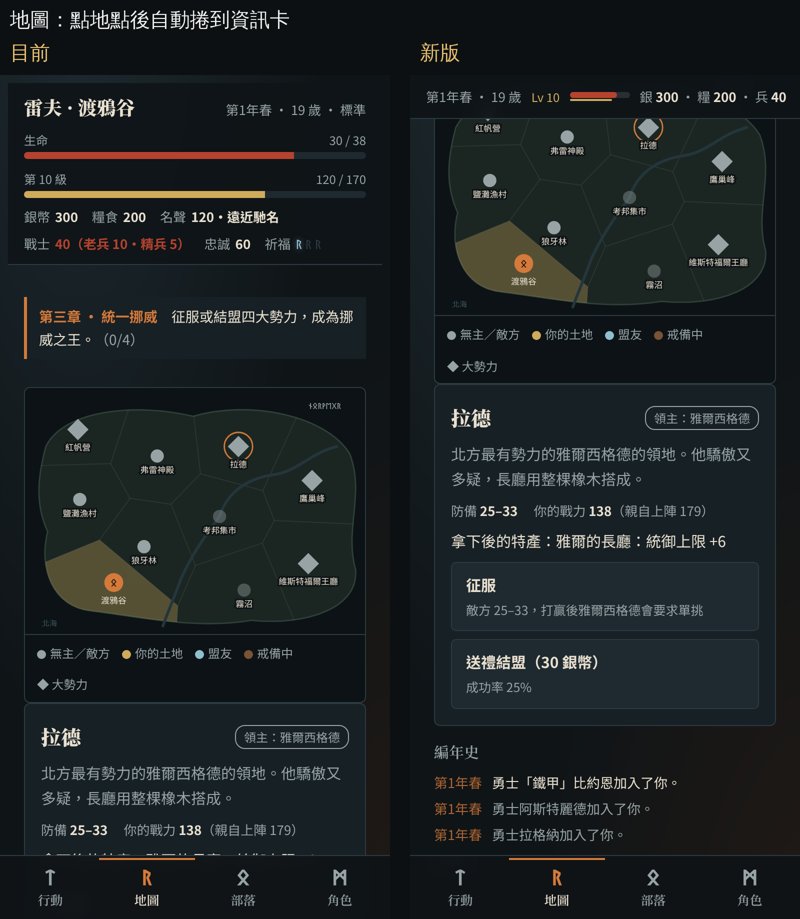 地圖：點地點後自動捲到資訊卡
目前
雷夫·渡鴉谷
第1年春 · 19 歲 · 標準
生命
30 / 38
第 10 級
120 / 170
銀幣 300 糧食 200 名聲 120·遠近馳名
戰士 40（老兵 10·精兵 5） 忠誠 60 祈福 ᚱ ᚱ ᚱ
第三章 · 統一挪威 征服或結盟四大勢力，成為挪
威之王。（0/4）
紅帆營
弗雷神殿
拉德
鷹巢峰
鹽灘漁村
考邦集市
狼牙林
維斯特福爾王廳
渡鴉谷
霧沼
北海
無主／敵方 你的土地 盟友 戒備中
大勢力
拉德
領主：雅爾西格德
北方最有勢力的雅爾西格德的領地。他驕傲又
多疑，長廳用整棵橡木搭成。
防備 25–33 你的戰力 138（親自上陣 179）
行動
地圖
部落
角色
新版
第1年春 · 19 歲 Lv 10 銀 300 · 糧 200 · 兵 40
紅帆營
弗雷神殿
拉德
鷹巢峰
鹽灘漁村
考邦集市
狼牙林
維斯特福爾王廳
渡鴉谷
霧沼
北海
無主／敵方 你的土地 盟友 戒備中
大勢力
拉德
領主：雅爾西格德
北方最有勢力的雅爾西格德的領地。他驕傲又
多疑，長廳用整棵橡木搭成。
防備 25–33 你的戰力 138（親自上陣 179）
拿下後的特產：雅爾的長廳：統御上限 +6
征服
敵方 25–33，打贏後雅爾西格德會要求單挑
送禮結盟（30 銀幣）
成功率 25%
編年史
第1年春 勇士「鐵甲」比約恩加入了你。
第1年春 勇士阿斯特麗德加入了你。
第1年春 勇士拉格納加入了你。
行動
地圖
部落
角色